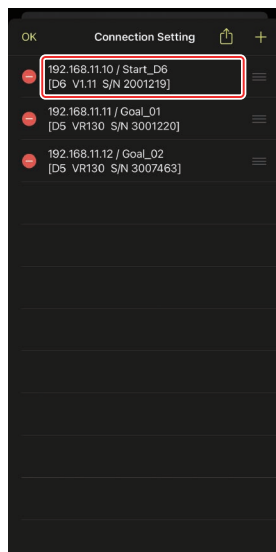 OK Connection Setting +
192.168.11.10 / Start_D6
[D6 V1.11 S/N 2001219]
192.168.11.11 / Goal_01
[D5 VR130 S/N 3001220]
192.168.11.12 / Goal_02
[D5 VR130 S/N 3007463]